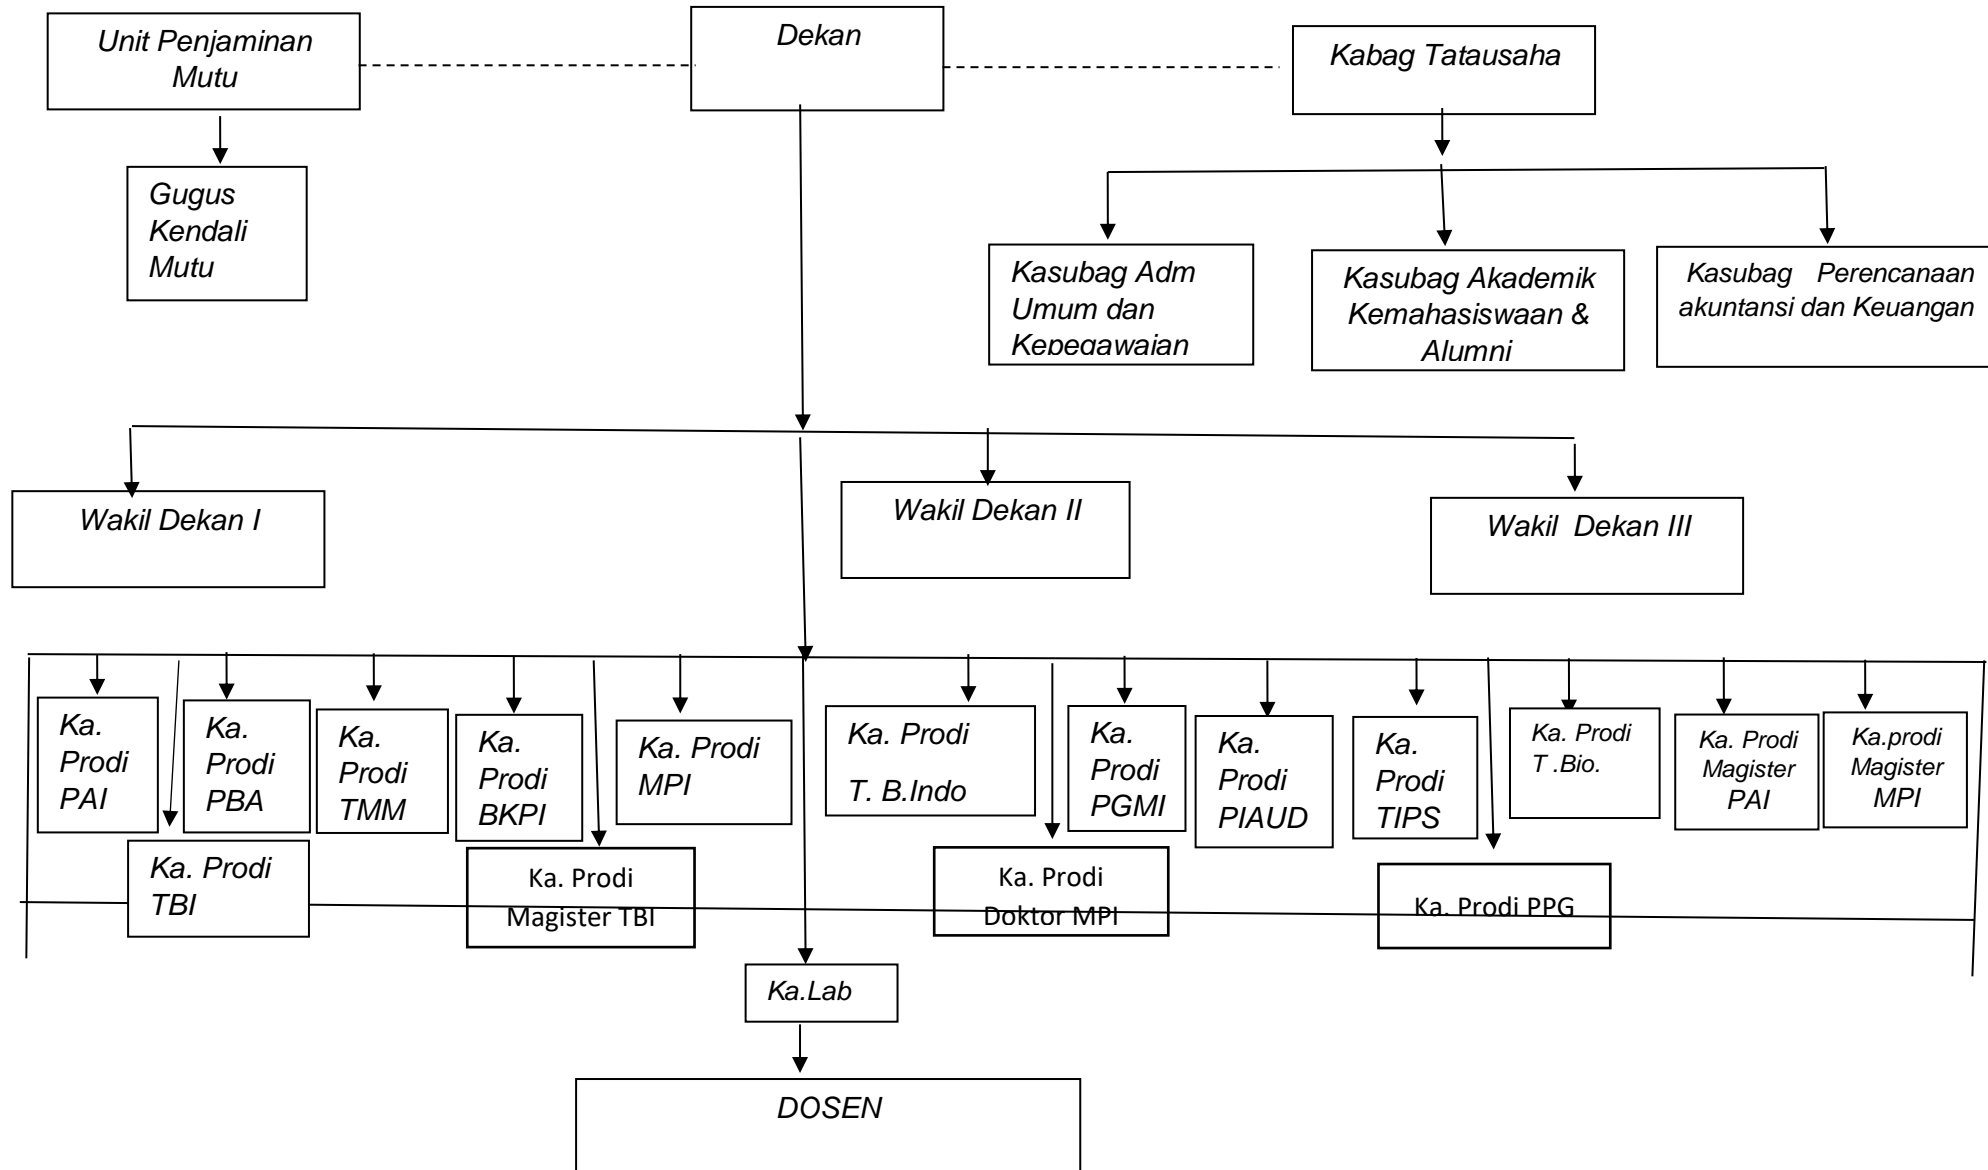 Unit Penjaminan
Mutu
Dekan
Kabag Tatausaha
Gugus
Kendali
Mutu
Kasubag Adm
Umum dan
Kepegawaian
Kasubag Akademik
Kemahasiswaan &
Alumni
Kasubag Perencanaan
akuntansi dan Keuangan
Wakil Dekan I
Wakil Dekan II
Wakil Dekan III
Ka.
Prodi
PAI
Ka.
Prodi
PBA
Ka.
Prodi
TMM
Ka.
Prodi
BKPI
Ka. Prodi
MPI
Ka. Prodi
T. B.Indo
Ka.
Prodi
PGMI
Ka.
Prodi
PIAUD
Ka.
Prodi
TIPS
Ka. Prodi
T .Bio.
Ka. Prodi
Magister
PAI
Ka.prodi
Magister
MPI
Ka. Prodi
TBI
Ka. Prodi
Magister TBI
Ka. Prodi
Doktor MPI
Ka. Prodi PPG
Ka.Lab
DOSEN